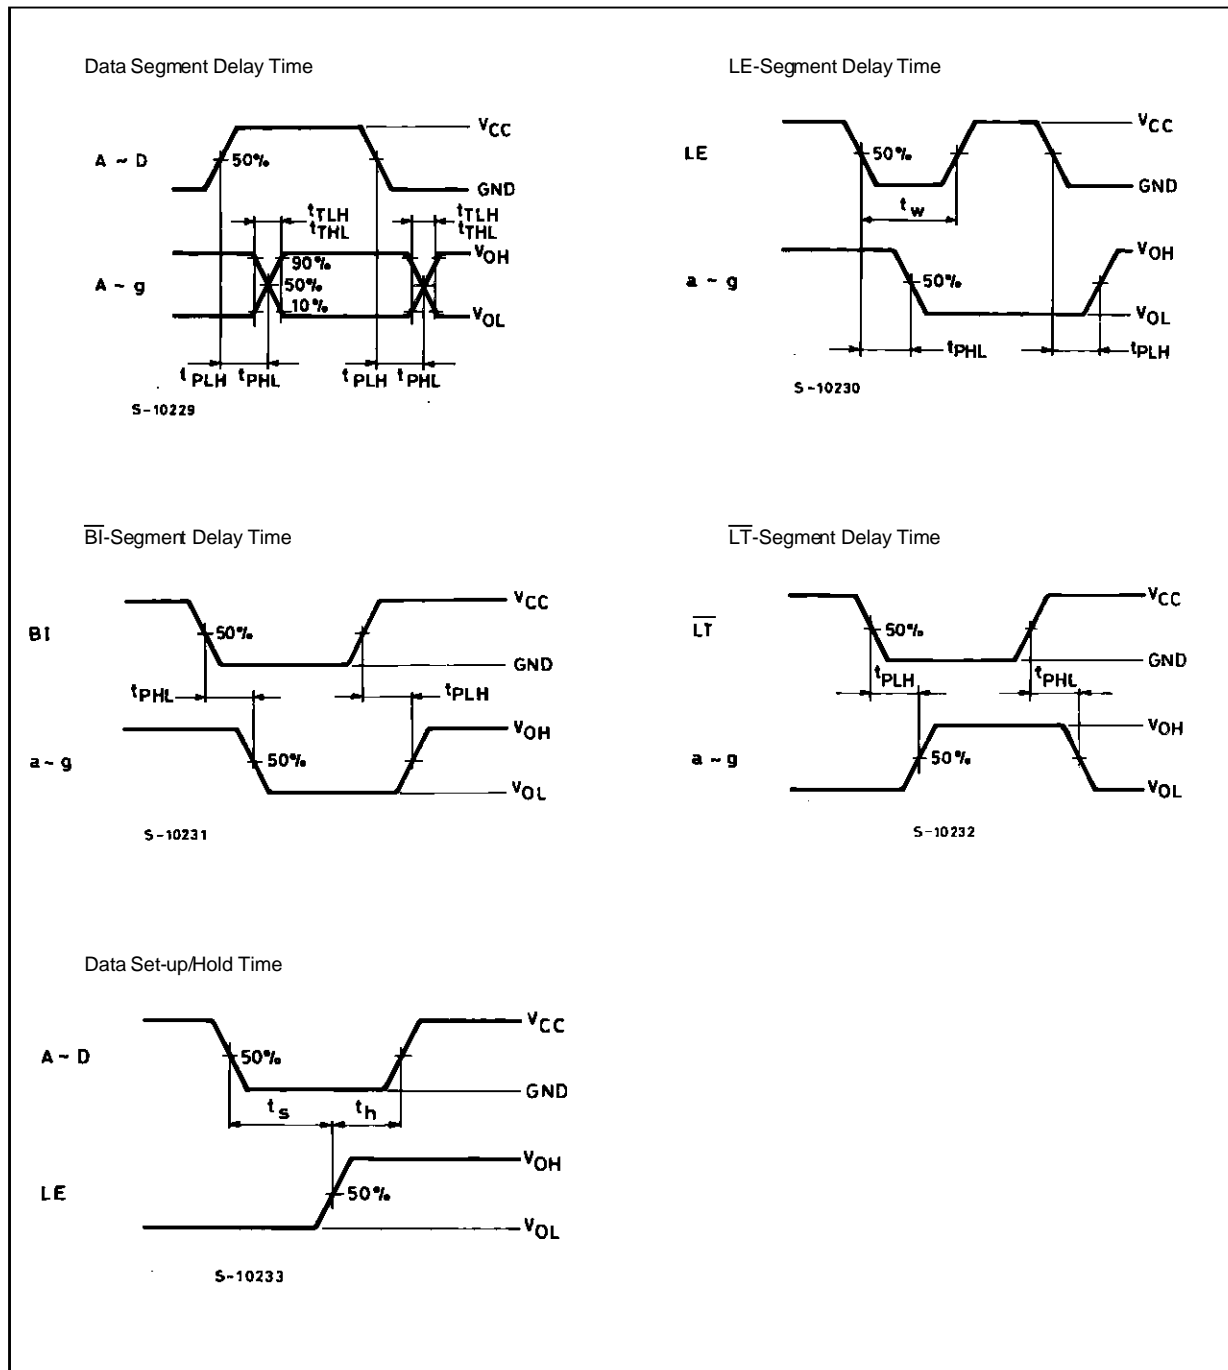 Data Segment Delay Time
VCC
A ~ D
50%
GND
tTLH
tTHL
tTLH
tTHL
VOH
90%
A ~ g
50%
10%
VOL
tPLH tPHL
tPLH tPHL
S-10229
LE-Segment Delay Time
VCC
LE
50%
GND
tw
VOH
a ~ g
50%
VOL
tPHL
tPLH
S-10230
B̅I̅-Segment Delay Time
VCC
BI
50%
GND
tPHL
tPLH
VOH
a ~ g
50%
VOL
S-10231
L̅T̅-Segment Delay Time
VCC
L̅T̅
50%
GND
tPLH
tPHL
VOH
a ~ g
50%
VOL
S-10232
Data Set-up/Hold Time
VCC
A ~ D
50%
GND
ts
th
VOH
LE
50%
VOL
S-10233